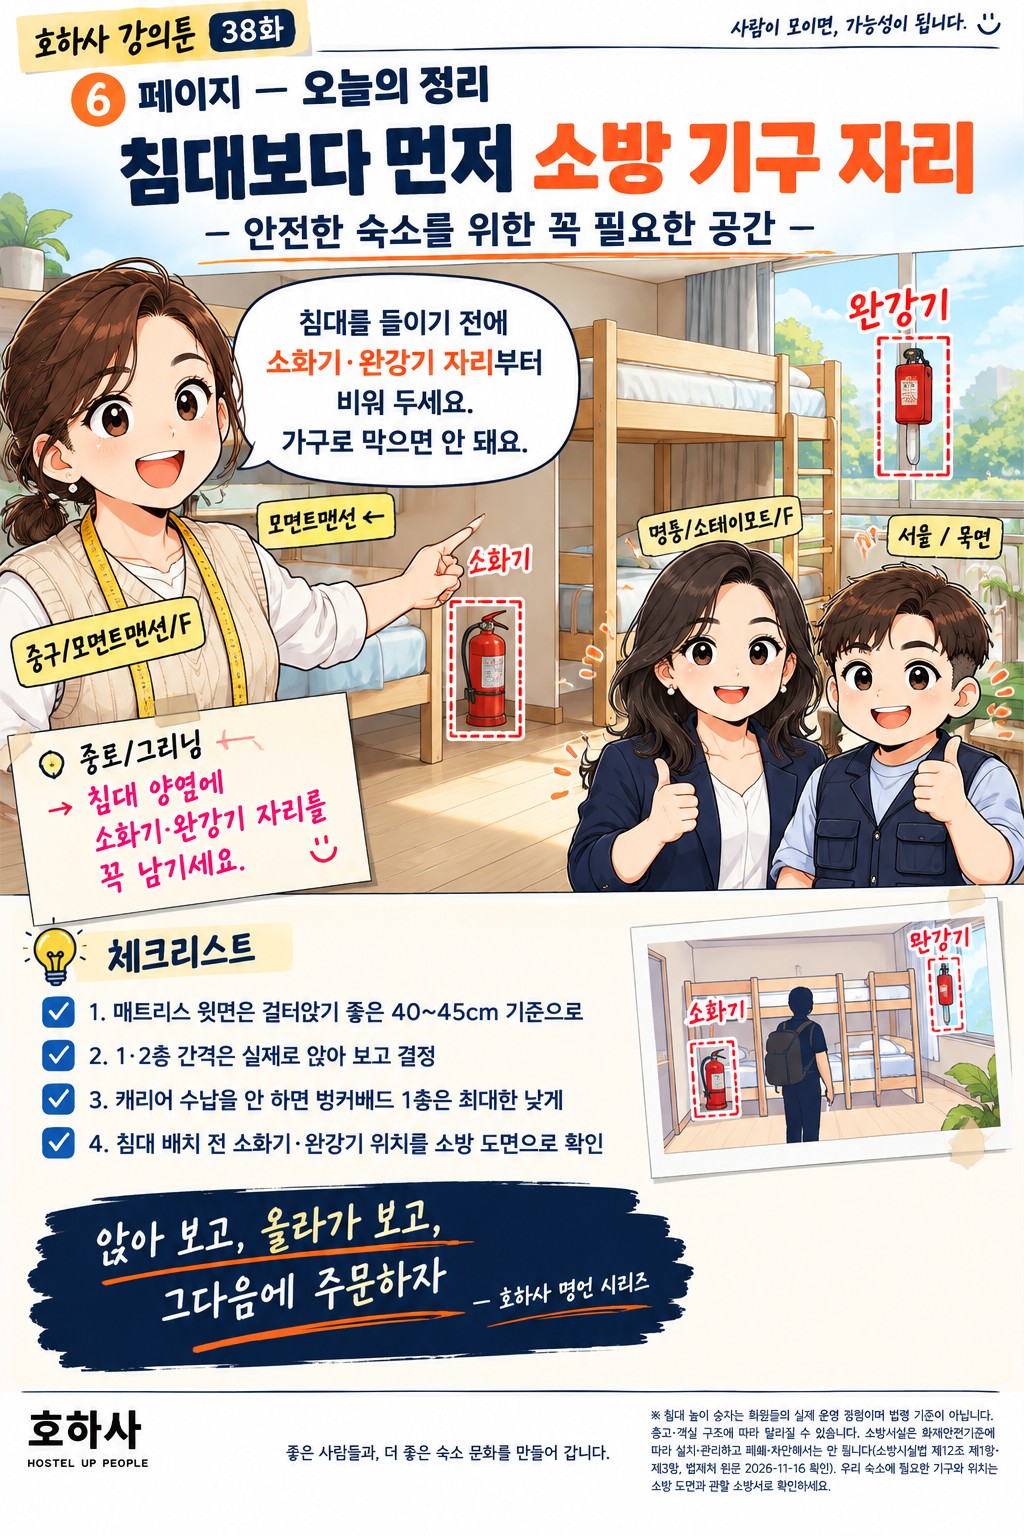 호하사 강의툰 38화
사람이 모이면, 가능성이 됩니다.
6 페이지 — 오늘의 정리
침대보다 먼저 소방 기구 자리
— 안전한 숙소를 위한 꼭 필요한 공간 —
침대를 들이기 전에
소화기·완강기 자리부터
비워 두세요.
가구로 막으면 안 돼요.
완강기
모면트맨선 ←
소화기
명통/소테이모트/F
서울 / 목면
중구/모면트맨선/F
중토/그리닝
→ 침대 양옆에
소화기·완강기 자리를
꼭 남기세요.
체크리스트
1. 매트리스 윗면은 걸터앉기 좋은 40~45cm 기준으로
2. 1·2층 간격은 실제로 앉아 보고 결정
3. 캐리어 수납을 안 하면 벙커배드 1층은 최대한 낮게
4. 침대 배치 전 소화기·완강기 위치를 소방 도면으로 확인
소화기
완강기
앉아 보고, 올라가 보고,
그다음에 주문하자
— 호하사 명언 시리즈
호하사
HOSTEL UP PEOPLE
좋은 사람들과, 더 좋은 숙소 문화를 만들어 갑니다.
※ 침대 높이 숫자는 회원들의 실제 운영 경험이며 법령 기준이 아닙니다.
층고·객실 구조에 따라 달라질 수 있습니다. 소방시설은 화재안전기준에
따라 설치·관리하고 폐쇄·차단해서는 안 됩니다(소방시설법 제12조 제1항·
제3항, 법제처 원문 2026-11-16 확인). 우리 숙소에 필요한 기구와 위치는
소방 도면과 관할 소방서로 확인하세요.